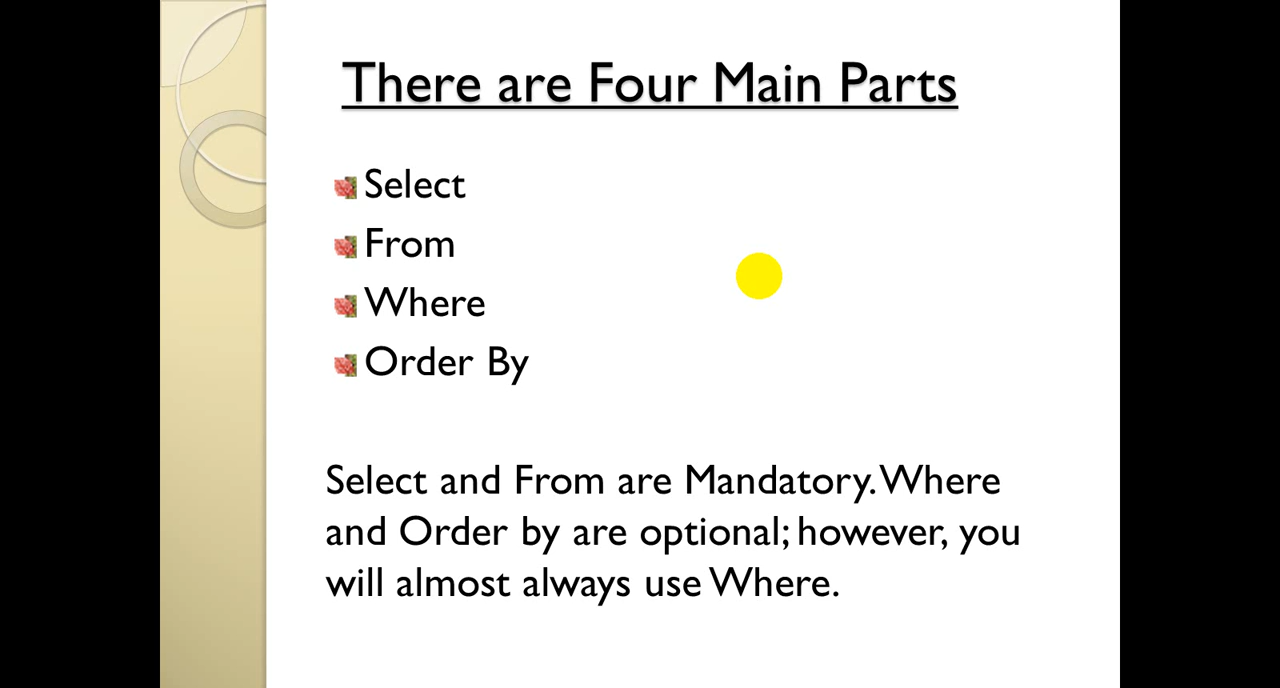 There are Four Main Parts
Select
From
Where
Order By
Select and From are Mandatory. Where
and Order by are optional; however, you
will almost always use Where.